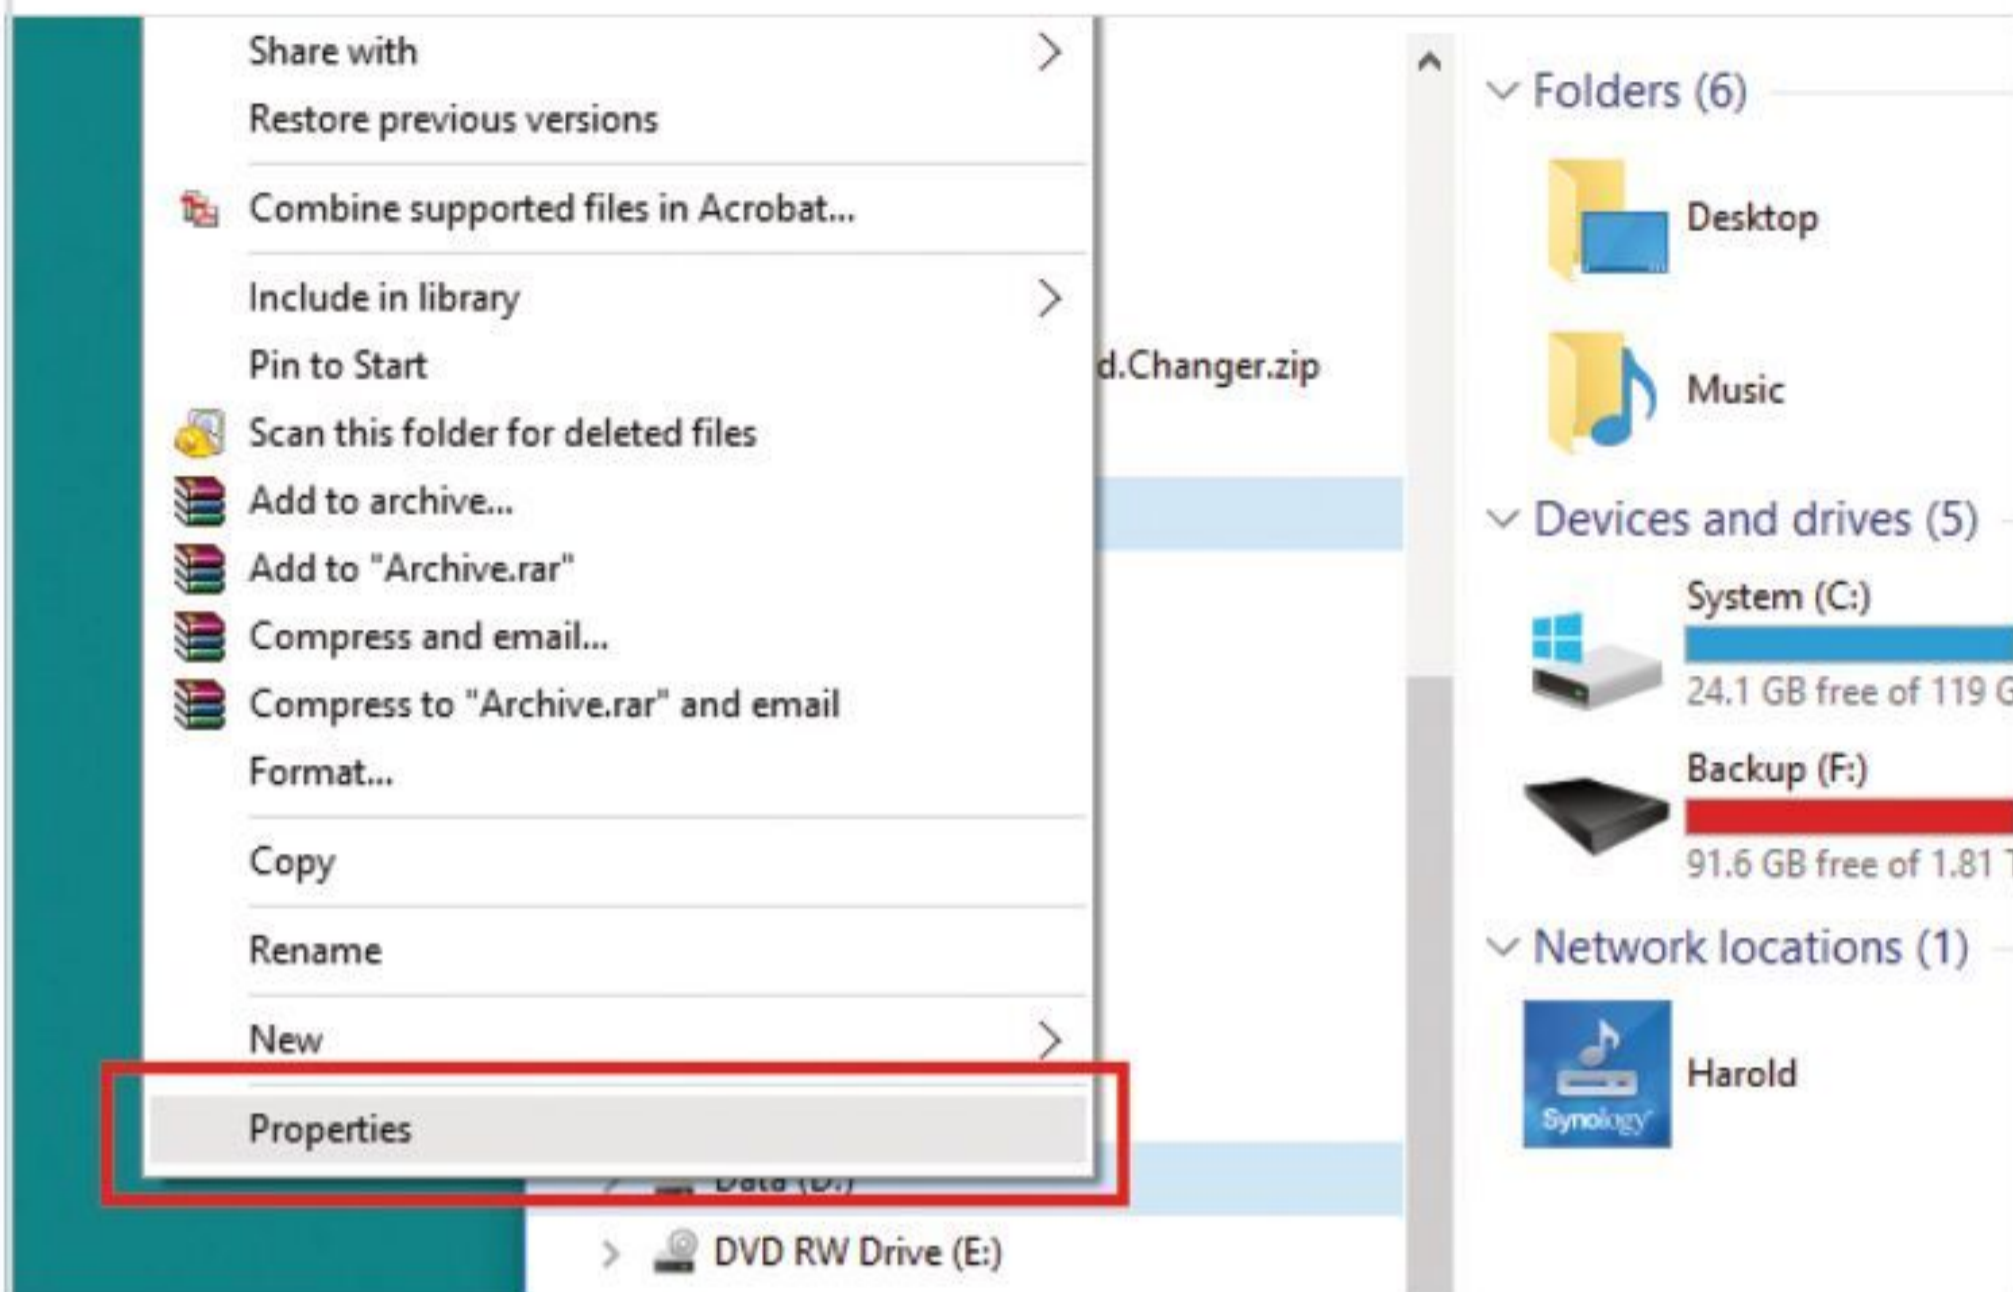 Share with
Restore previous versions
Combine supported files in Acrobat...
Include in library
Pin to Start
Scan this folder for deleted files
Add to archive...
Add to "Archive.rar"
Compress and email...
Compress to "Archive.rar" and email
Format...
Copy
Rename
New
Properties
d.Changer.zip
Data (D:)
DVD RW Drive (E:)
Folders (6)
Desktop
Music
Devices and drives (5)
System (C:)
24.1 GB free of 119 G
Backup (F:)
91.6 GB free of 1.81 T
Network locations (1)
Synology
Harold